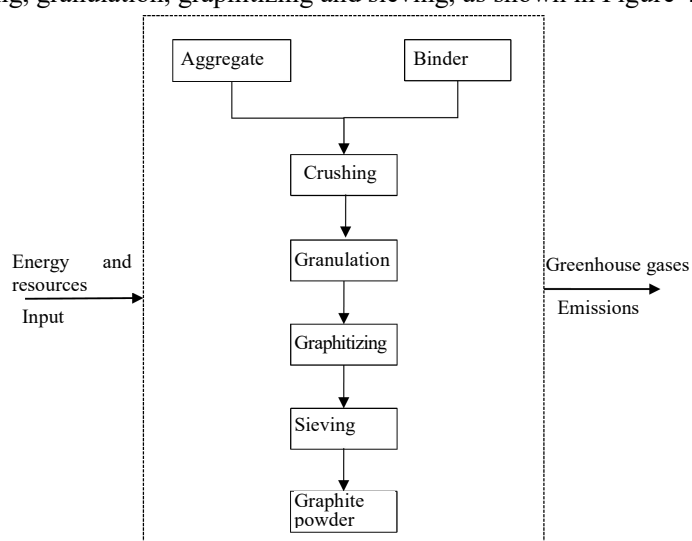 granulation, graphitizing and sieving, as shown in Figure
Aggregate
Binder
Crushing
Energy and
resources
Input
Granulation
Greenhouse gases
Emissions
Graphitizing
Sieving
Graphite
powder